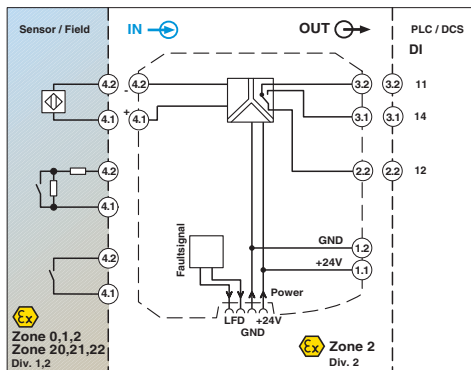 Sensor / Field
IN
OUT
PLC / DCS
DI
4.2
4.2
-
3.2
3.2
11
4.1
+
4.1
3.1
3.1
14
4.2
2.2
2.2
12
4.1
Faultsignal
GND
1.2
4.2
+24V
1.1
4.1
Power
LFD
+24V
GND
Ex
Zone 0,1,2
Zone 20,21,22
Div. 1,2
Ex
Zone 2
Div. 2